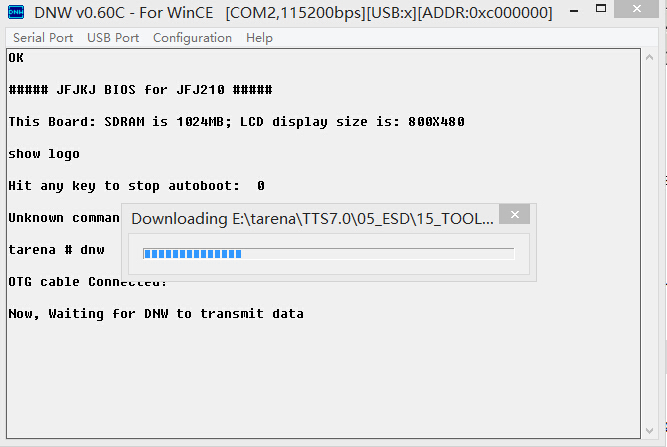 DNW v0.60C - For WinCE [COM2,115200bps][USB:x][ADDR:0xc000000]
Serial Port USB Port Configuration Help
OK
##### JFJKJ BIOS for JFJ210 #####
This Board: SDRAM is 1024MB; LCD display size is: 800X480
show logo
Hit any key to stop autoboot: 0
Unknown comman
Downloading E:\tarena\TTS7.0\05_ESD\15_TOOL...
tarena # dnw
OTG cable Connected!
Now, Waiting for DNW to transmit data